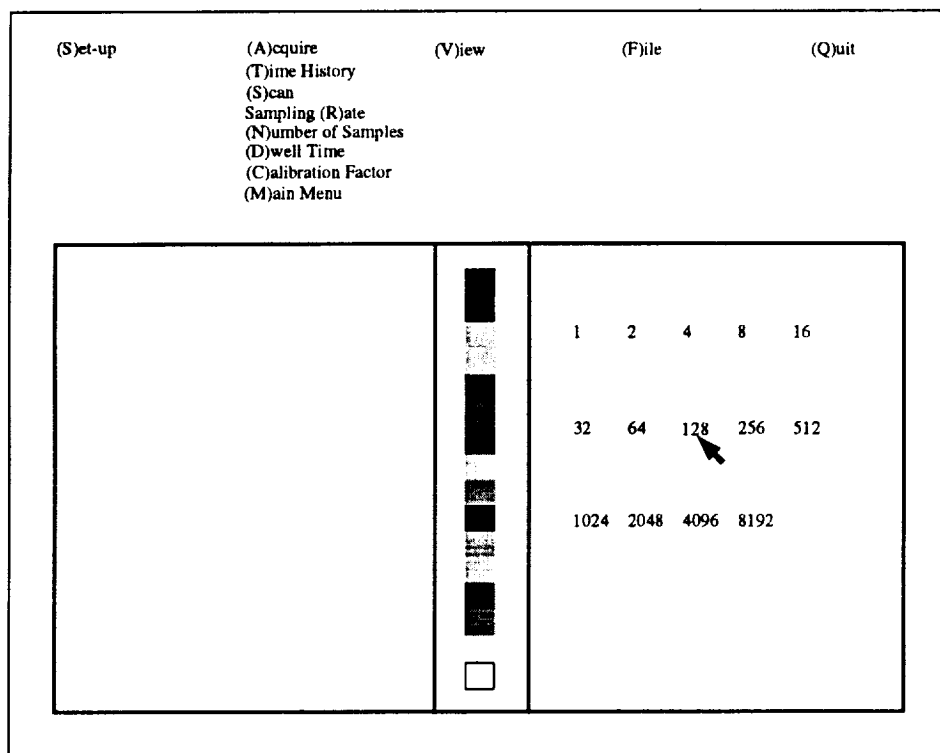 (S)et-up (A)cquire (V)iew (F)ile (Q)uit
(T)ime History
(S)can
Sampling (R)ate
(N)umber of Samples
(D)well Time
(C)alibration Factor
(M)ain Menu
1 2 4 8 16
32 64 128 256 512
1024 2048 4096 8192